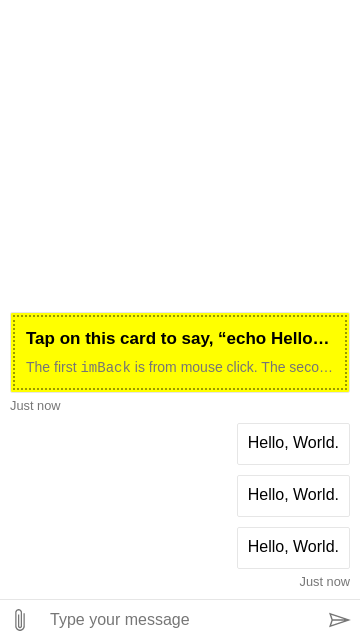 Tap on this card to say, “echo Hello…
The first imBack is from mouse click. The seco…
Just now
Hello, World.
Hello, World.
Hello, World.
Just now
Type your message